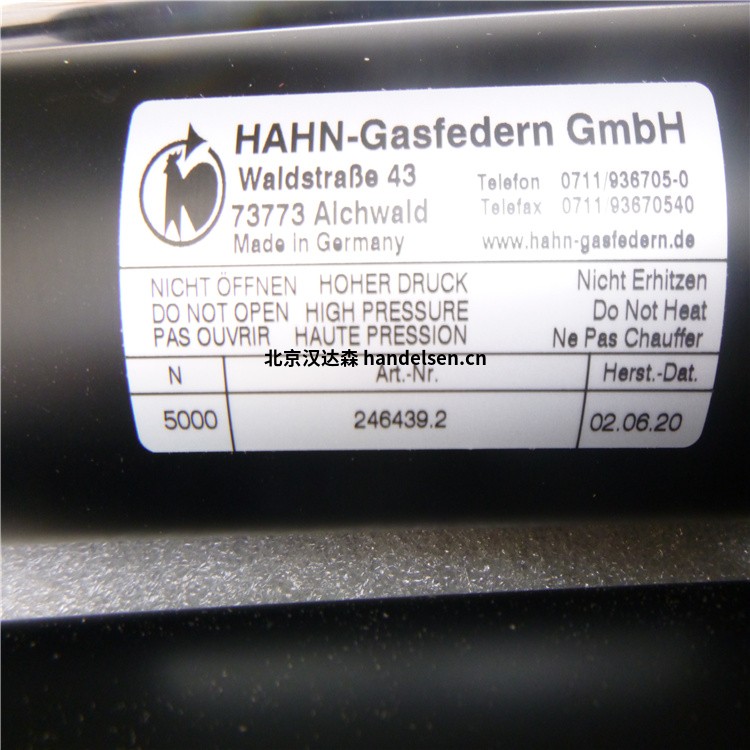 HAHN-Gasfedern GmbH
Waldstraße 43
Telefon 0711/936705-0
73773 Aichwald
Telefax 0711/93670540
Made in Germany
www.hahn-gasfedern.de
NICHT ÖFFNEN HOHER DRUCK Nicht Erhitzen
DO NOT OPEN HIGH PRESSURE Do Not Heat
PAS OUVRIR HAUTE PRESSION Ne Pas Chauffer
北京汉达森 handelsen.cn
N Art.-Nr. Herst.-Dat.
5000 246439.2 02.06.20